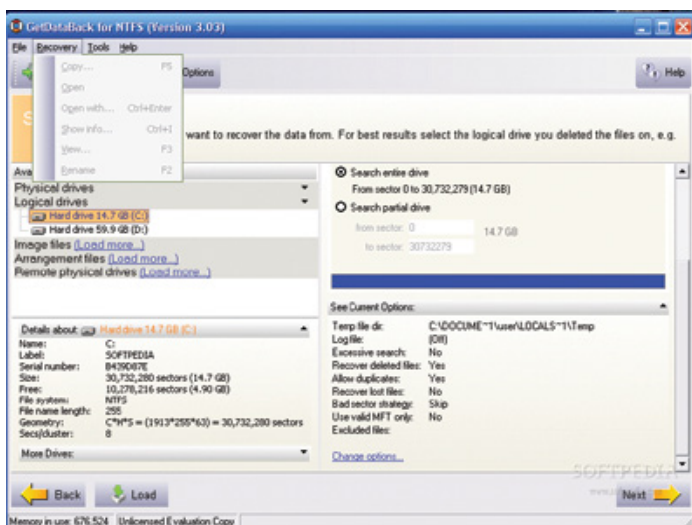 GetDataBack for NTFS (Version 3.03)
File Recovery Tools Help
Copy... F5
Open
Open with... Ctrl+Enter
Show info... Ctrl+I
View... F3
Rename F2
Options
Help
want to recover the data from. For best results select the logical drive you deleted the files on, e.g.
Ava
Physical drives
Logical drives
Hard drive 14.7 GB (C:)
Hard drive 59.9 GB (D:)
Image files (Load more...)
Arrangement files (Load more...)
Remote physical drives (Load more...)
Details about Hard drive 14.7 GB (C:)
Name: C:
Label: SOFTPEDIA
Serial number: B439D87E
Size: 30,732,280 sectors (14.7 GB)
Free: 10,278,216 sectors (4.90 GB)
File system: NTFS
File name length: 255
Geometry: C*H*S = (1913*255*63) = 30,732,280 sectors
Secs/cluster: 8
More Drives:
Search entire drive
From sector 0 to 30,732,279 (14.7 GB)
Search partial drive
from sector: 0
14.7 GB
to sector: 30732279
See Current Options:
Temp file dir: C:\DOCUME~1\user\LOCALS~1\Temp
Logfile: (Off)
Excessive search: No
Recover deleted files: Yes
Allow duplicates: Yes
Recover lost files: No
Bad sector strategy: Skip
Use valid MFT only: No
Excluded files:
Change options...
SOFTPEDIA
Back
Load
Next
Memory in use: 676,524 Unlicensed Evaluation Copy